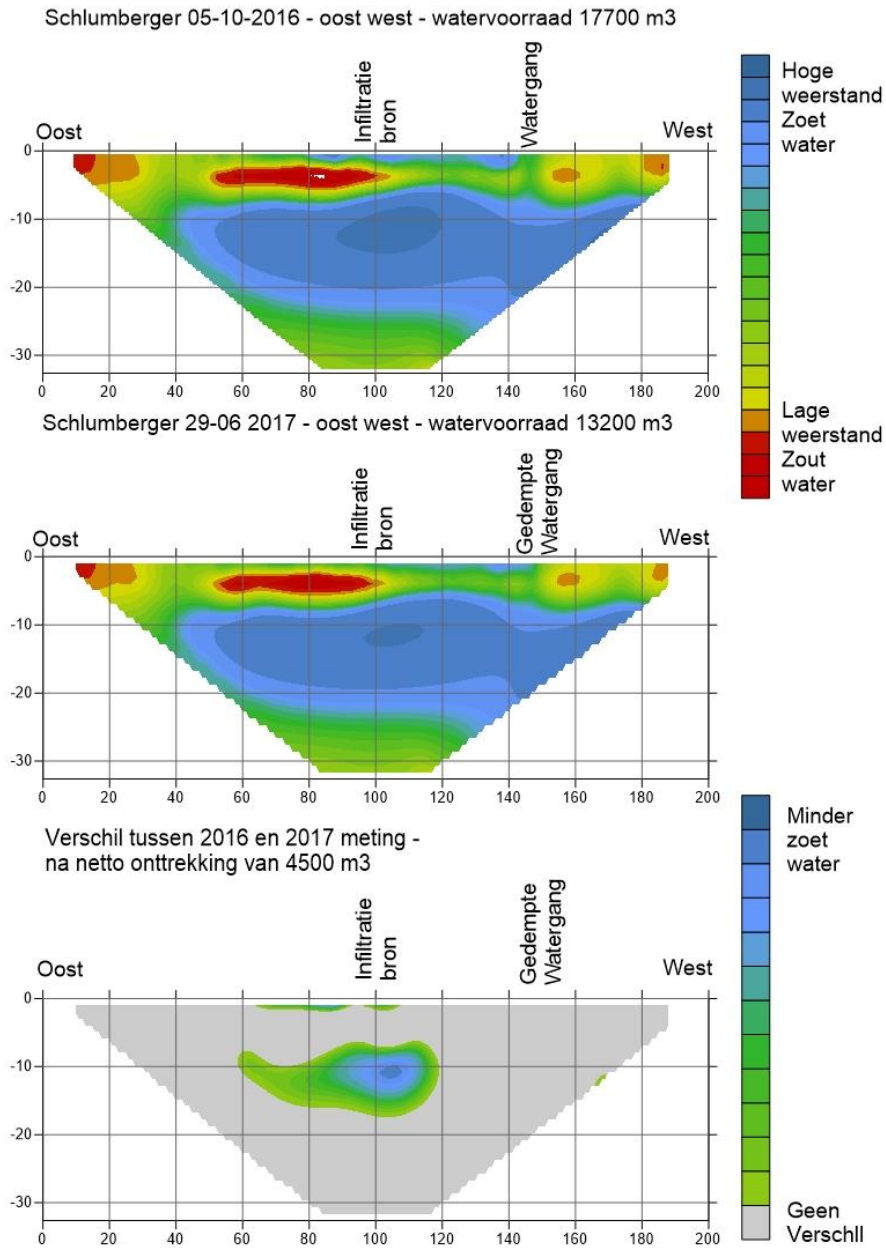 Schlumberger 05-10-2016 - oost west - watervoorraad 17700 m3
Infiltratie
bron
Watergang
Oost
West
0
-10
-20
-30
0 20 40 60 80 100 120 140 160 180 200
Hoge
weerstand
Zoet
water
Lage
weerstand
Zout
water
Schlumberger 29-06 2017 - oost west - watervoorraad 13200 m3
Infiltratie
bron
Gedempte
Watergang
Oost
West
0
-10
-20
-30
0 20 40 60 80 100 120 140 160 180 200
Verschil tussen 2016 en 2017 meting -
na netto onttrekking van 4500 m3
Infiltratie
bron
Gedempte
Watergang
Oost
West
0
-10
-20
-30
0 20 40 60 80 100 120 140 160 180 200
Minder
zoet
water
Geen
Verschll